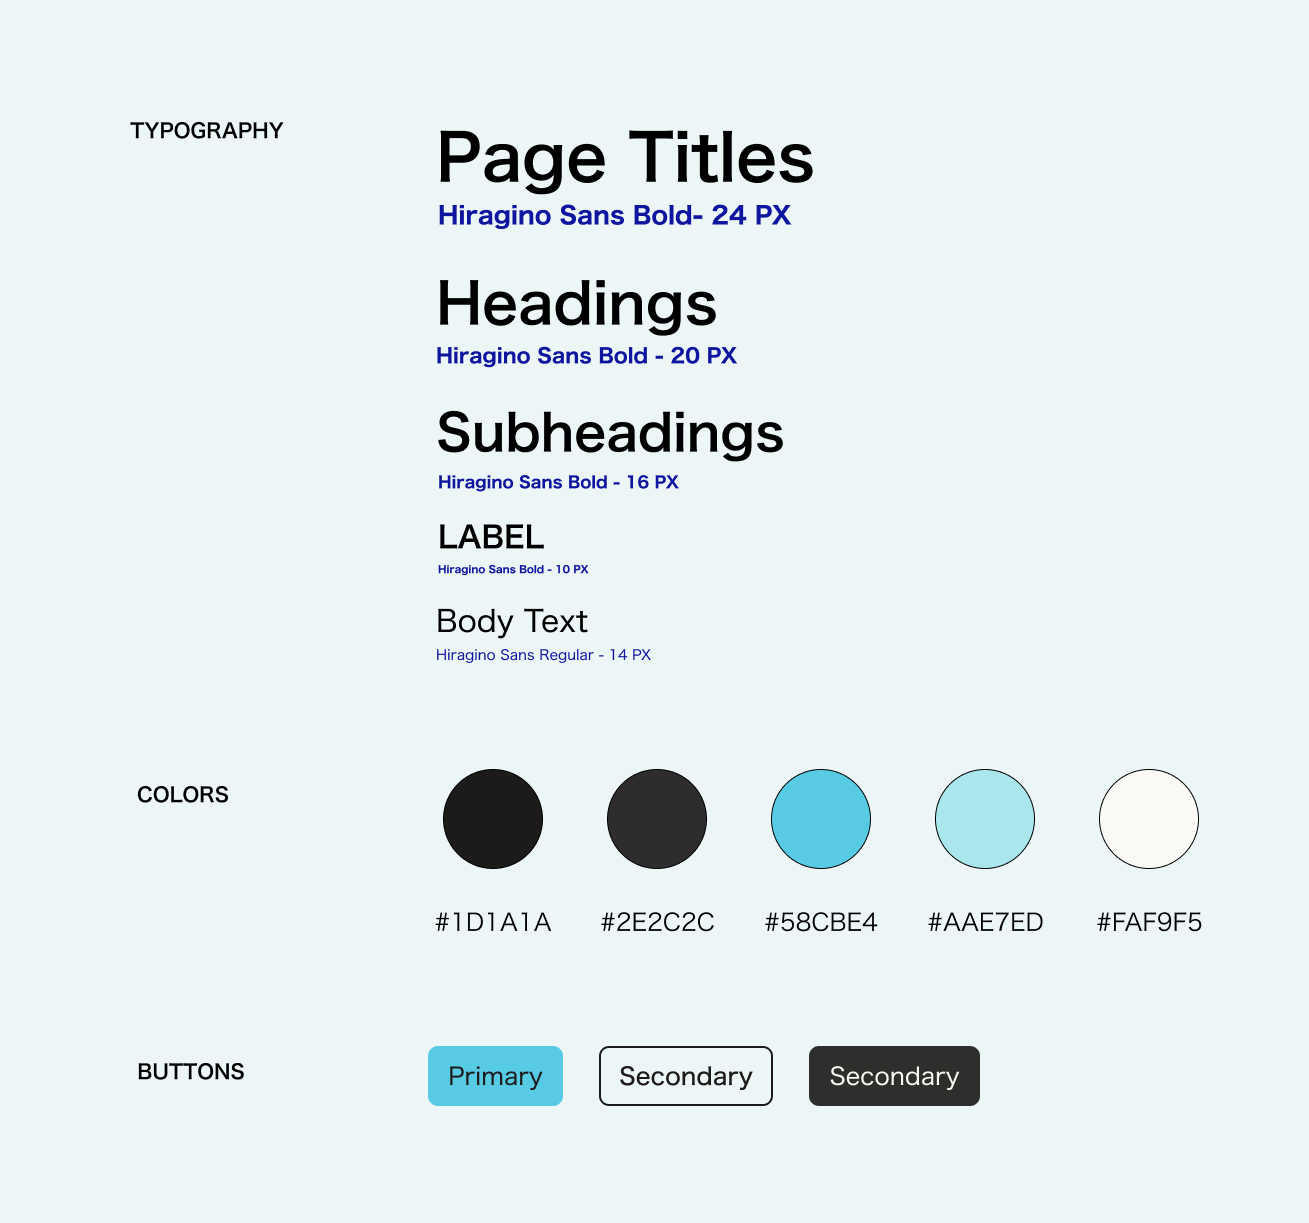 TYPOGRAPHY
Page Titles
Hiragino Sans Bold- 24 PX
Headings
Hiragino Sans Bold - 20 PX
Subheadings
Hiragino Sans Bold - 16 PX
LABEL
Hiragino Sans Bold - 10 PX
Body Text
Hiragino Sans Regular - 14 PX
COLORS
#1D1A1A #2E2C2C #58CBE4 #AAE7ED #FAF9F5
BUTTONS
Primary Secondary Secondary